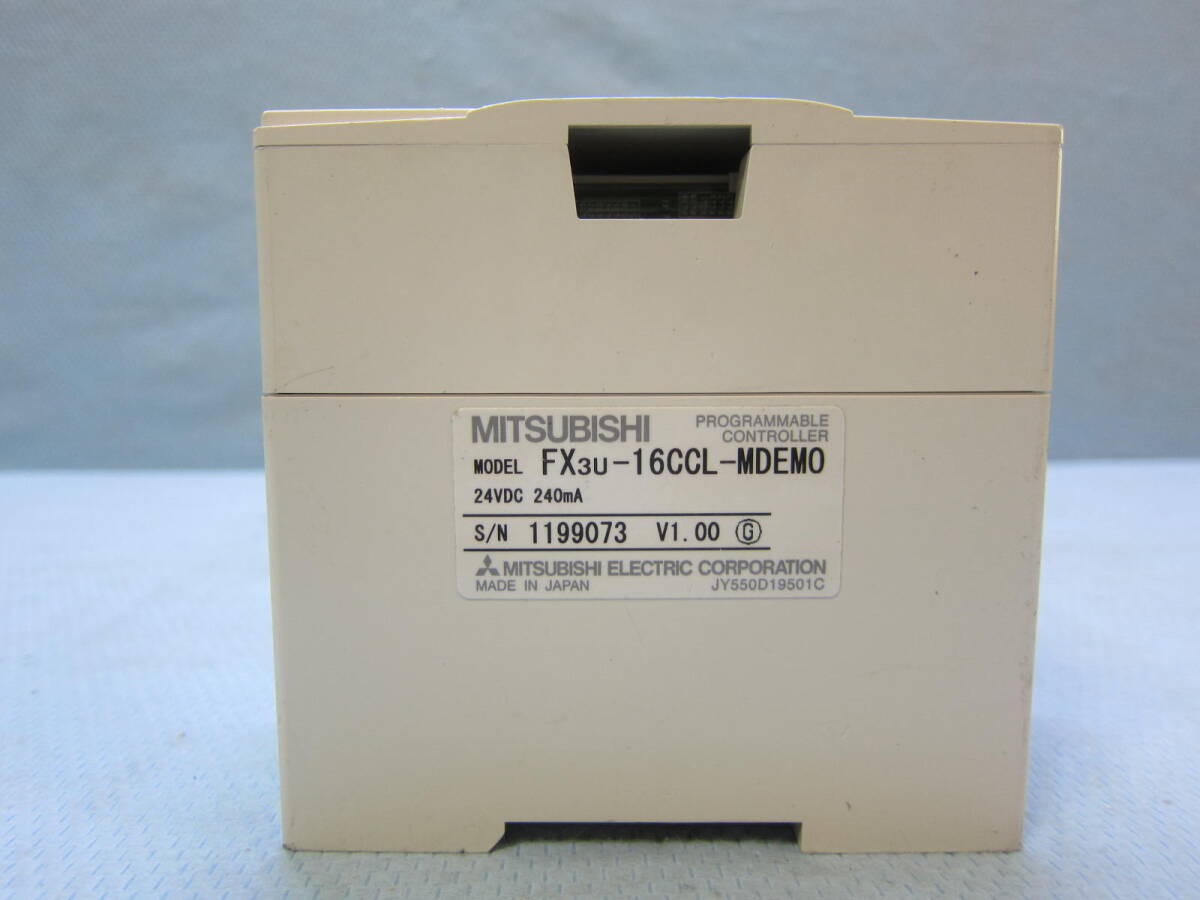 MITSUBISHI
PROGRAMMABLE
CONTROLLER
MODEL FX3U-16CCL-MDEMO
24VDC 240mA
S/N 1199073 V1.00 G
MITSUBISHI ELECTRIC CORPORATION
MADE IN JAPAN JY550D19501C